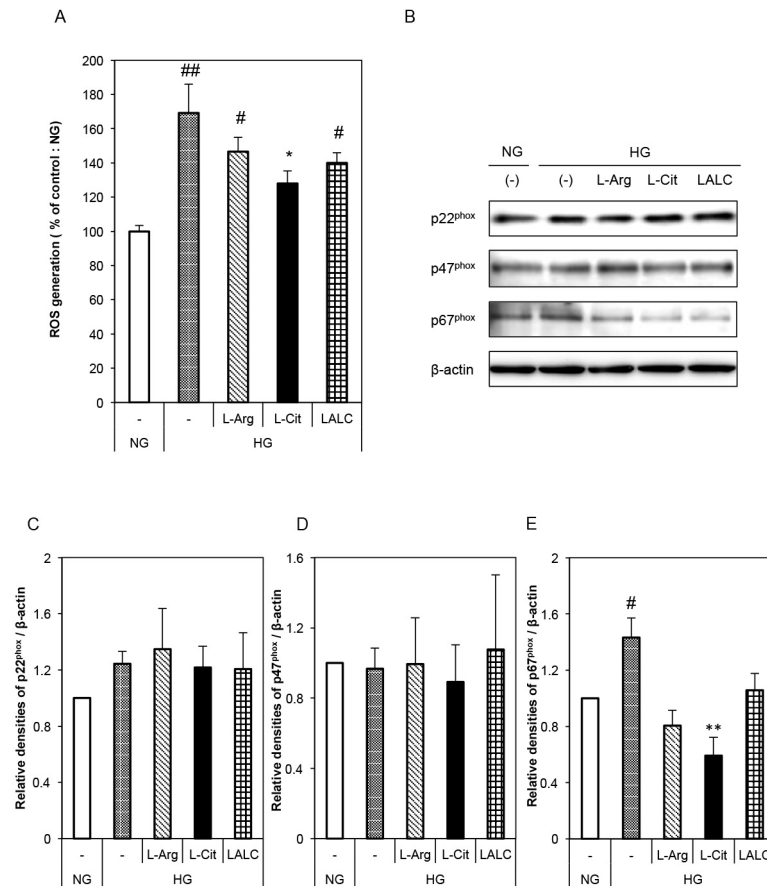 A
ROS generation ( % of control : NG)
200
180
160
140
120
100
80
60
40
20
0
##
#
*
#
- - L-Arg L-Cit LALC
NG HG
B
NG HG
(-) (-) L-Arg L-Cit LALC
p22phox
p47phox
p67phox
β-actin
C
Relative densities of p22phox / β-actin
2
1.6
1.2
0.8
0.4
0
- - L-Arg L-Cit LALC
NG HG
D
Relative densities of p47phox / β-actin
1.6
1.2
0.8
0.4
0
- - L-Arg L-Cit LALC
NG HG
E
Relative densities of p67phox / β-actin
2
1.6
1.2
0.8
0.4
0
#
**
- - L-Arg L-Cit LALC
NG HG